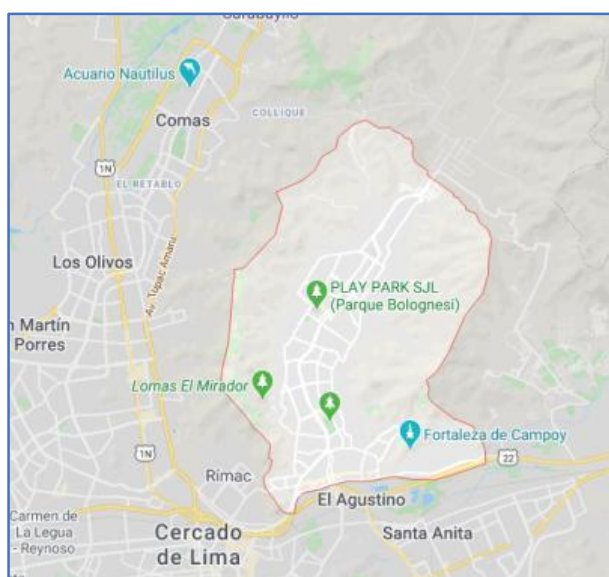 Carabayllo
Acuario Nautilus
Comas
COLLIQUE
1N
EL RETABLO
Los Olivos
Av. Tupac Amaru
PLAY PARK SJL
(Parque Bolognesi)
n Martín
Porres
Lomas El Mirador
Fortaleza de Campoy
1N
22
Rímac
El Agustino
Carmen de
La Legua
- Reynoso
Cercado
de Lima
Santa Anita